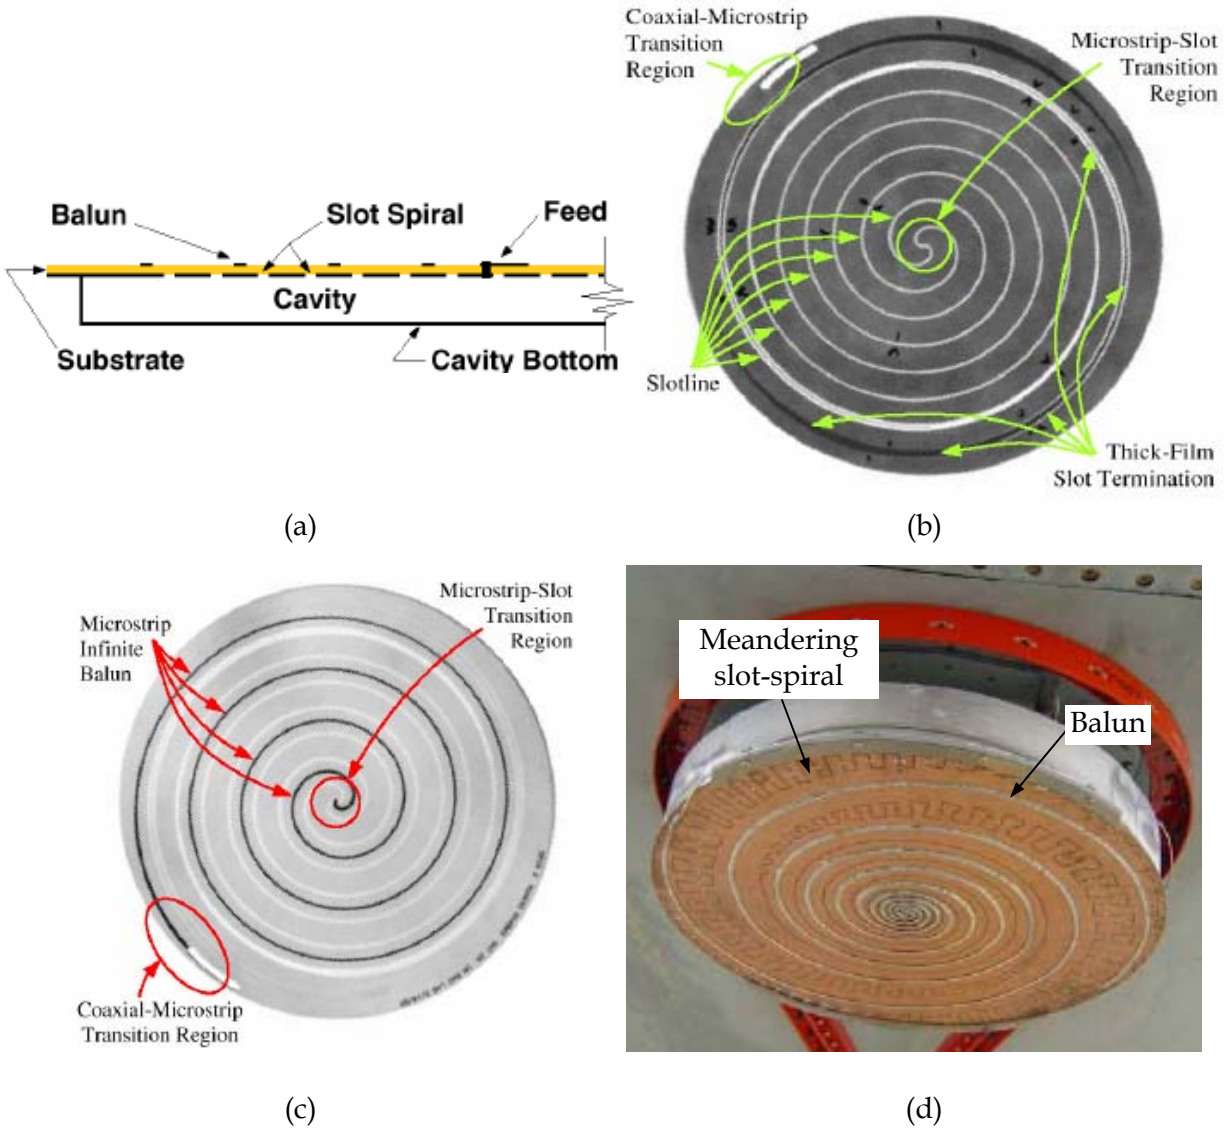 Balun
Slot Spiral
Feed
Cavity
Substrate
Cavity Bottom
(a)
Coaxial-Microstrip
Transition
Region
Microstrip-Slot
Transition
Region
Slotline
Thick-Film
Slot Termination
(b)
Microstrip
Infinite
Balun
Microstrip-Slot
Transition
Region
Coaxial-Microstrip
Transition Region
(c)
Meandering
slot-spiral
Balun
(d)